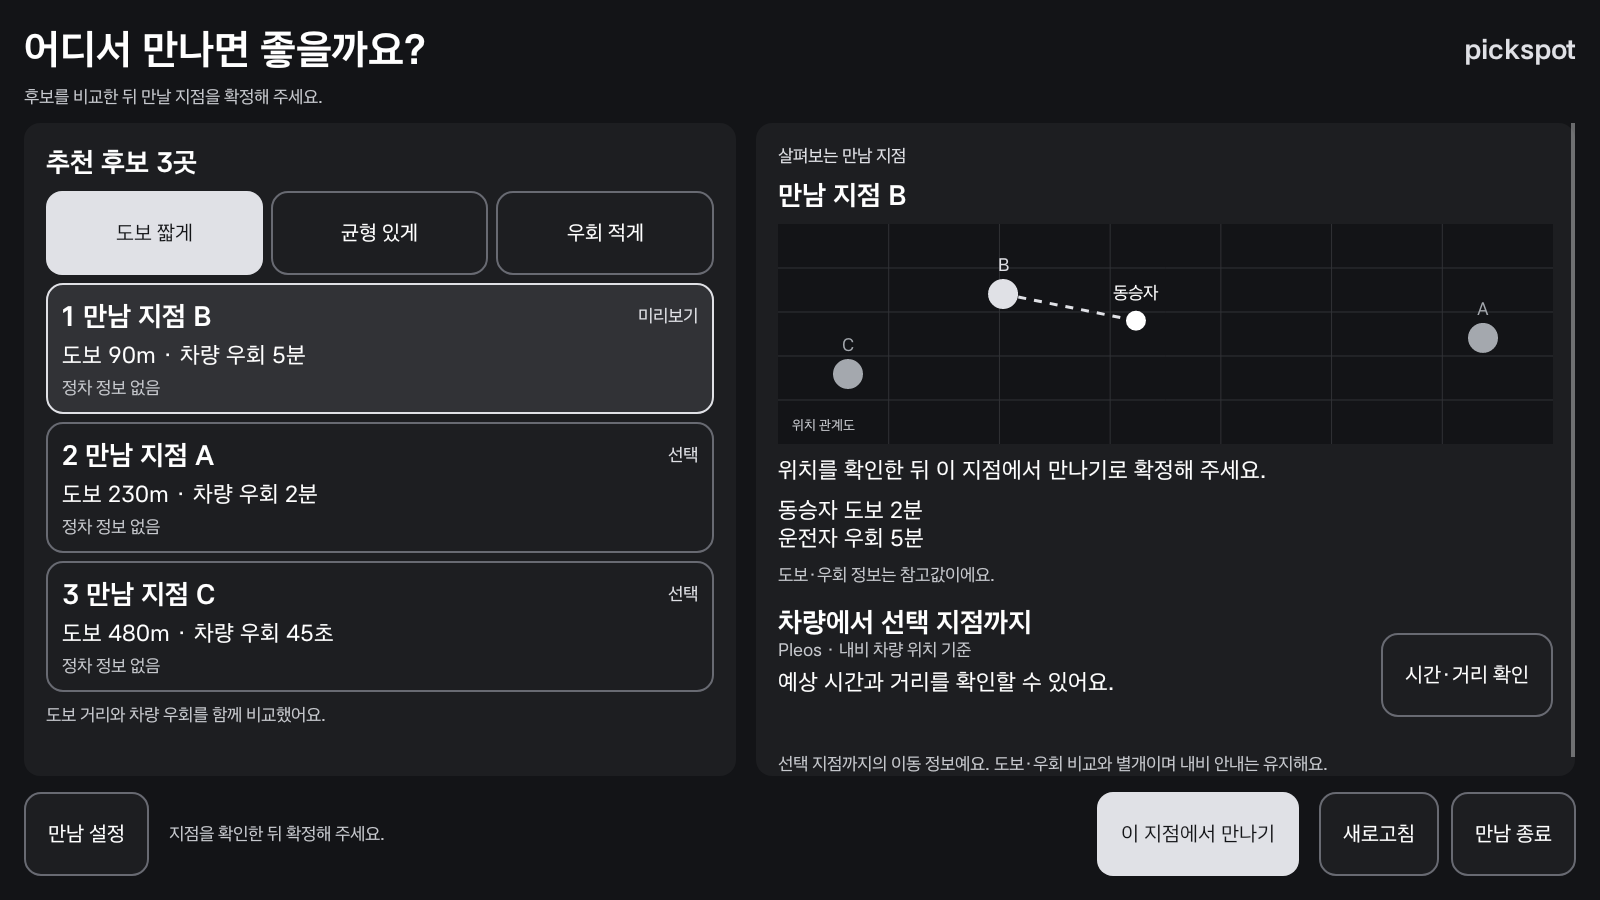 어디서 만나면 좋을까요?
pickspot
후보를 비교한 뒤 만날 지점을 확정해 주세요.
추천 후보 3곳
도보 짧게
균형 있게
우회 적게
1 만남 지점 B
미리보기
도보 90m · 차량 우회 5분
정차 정보 없음
2 만남 지점 A
선택
도보 230m · 차량 우회 2분
정차 정보 없음
3 만남 지점 C
선택
도보 480m · 차량 우회 45초
정차 정보 없음
도보 거리와 차량 우회를 함께 비교했어요.
살펴보는 만남 지점
만남 지점 B
B
동승자
A
C
위치 관계도
위치를 확인한 뒤 이 지점에서 만나기로 확정해 주세요.
동승자 도보 2분
운전자 우회 5분
도보·우회 정보는 참고값이에요.
차량에서 선택 지점까지
Pleos · 내비 차량 위치 기준
예상 시간과 거리를 확인할 수 있어요.
시간·거리 확인
선택 지점까지의 이동 정보예요. 도보·우회 비교와 별개이며 내비 안내는 유지해요.
만남 설정
지점을 확인한 뒤 확정해 주세요.
이 지점에서 만나기
새로고침
만남 종료